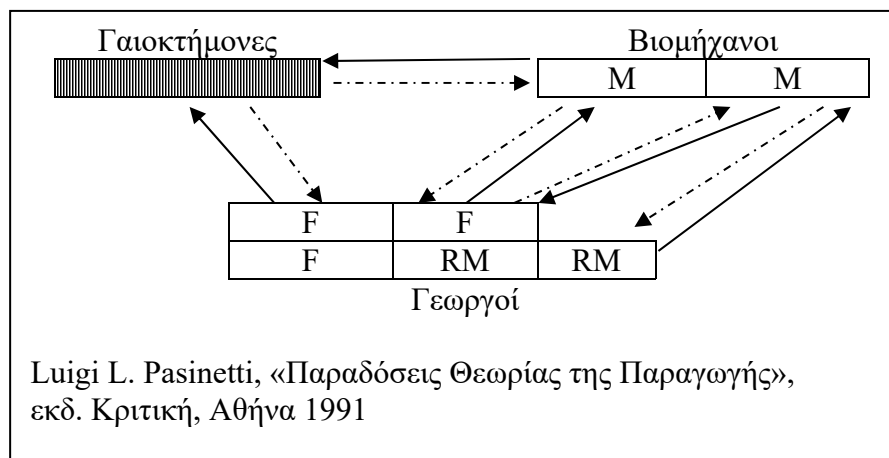 Γαιοκτήμονες Βιομήχανοι
M M
F F
F RM RM
Γεωργοί
Luigi L. Pasinetti, «Παραδόσεις Θεωρίας της Παραγωγής»,
εκδ. Κριτική, Αθήνα 1991